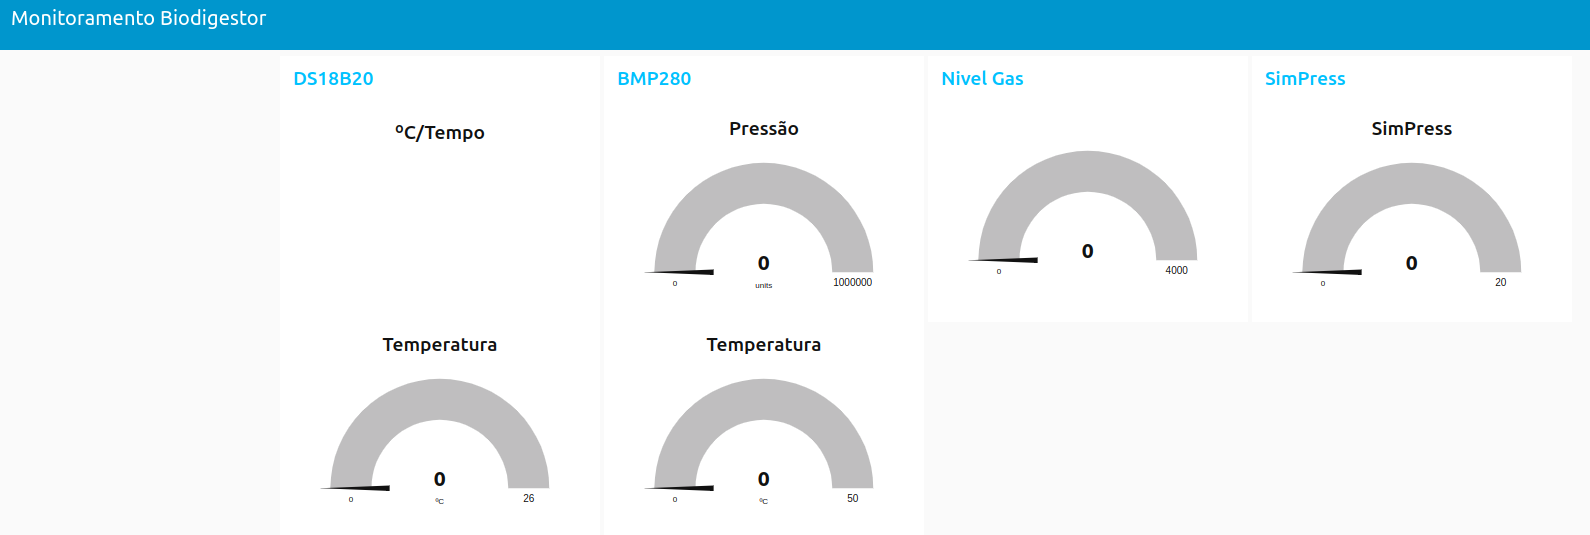 Monitoramento Biodigestor
DS18B20
ºC/Tempo
Temperatura
0
0
ºC
26
BMP280
Pressão
0
0
units
1000000
Temperatura
0
0
ºC
50
Nivel Gas
0
0
4000
SimPress
SimPress
0
0
20